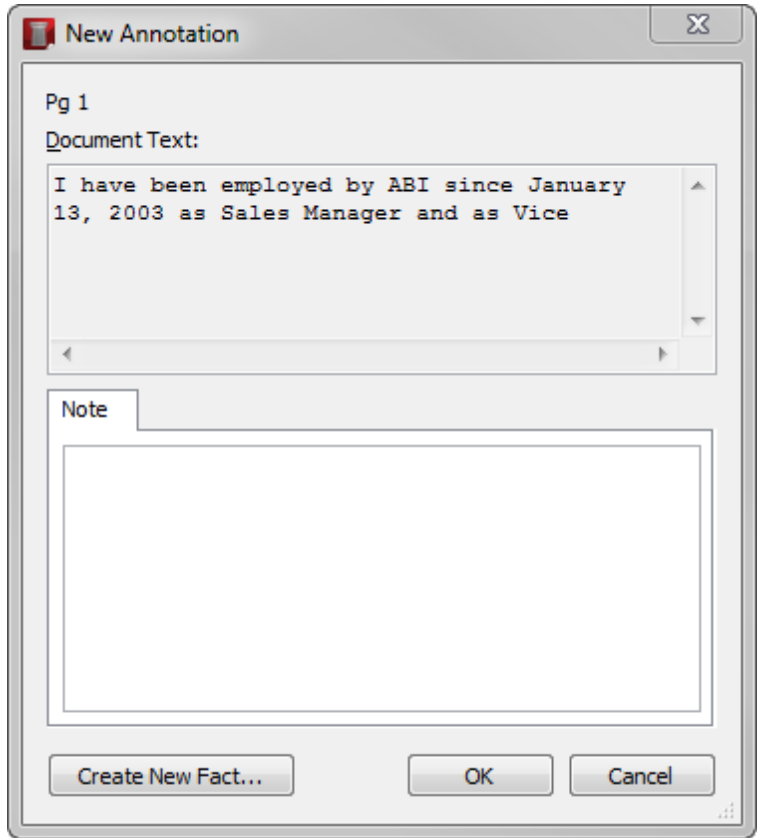 New Annotation
Pg 1
Document Text:
I have been employed by ABI since January
13, 2003 as Sales Manager and as Vice
Note
Create New Fact...
OK
Cancel